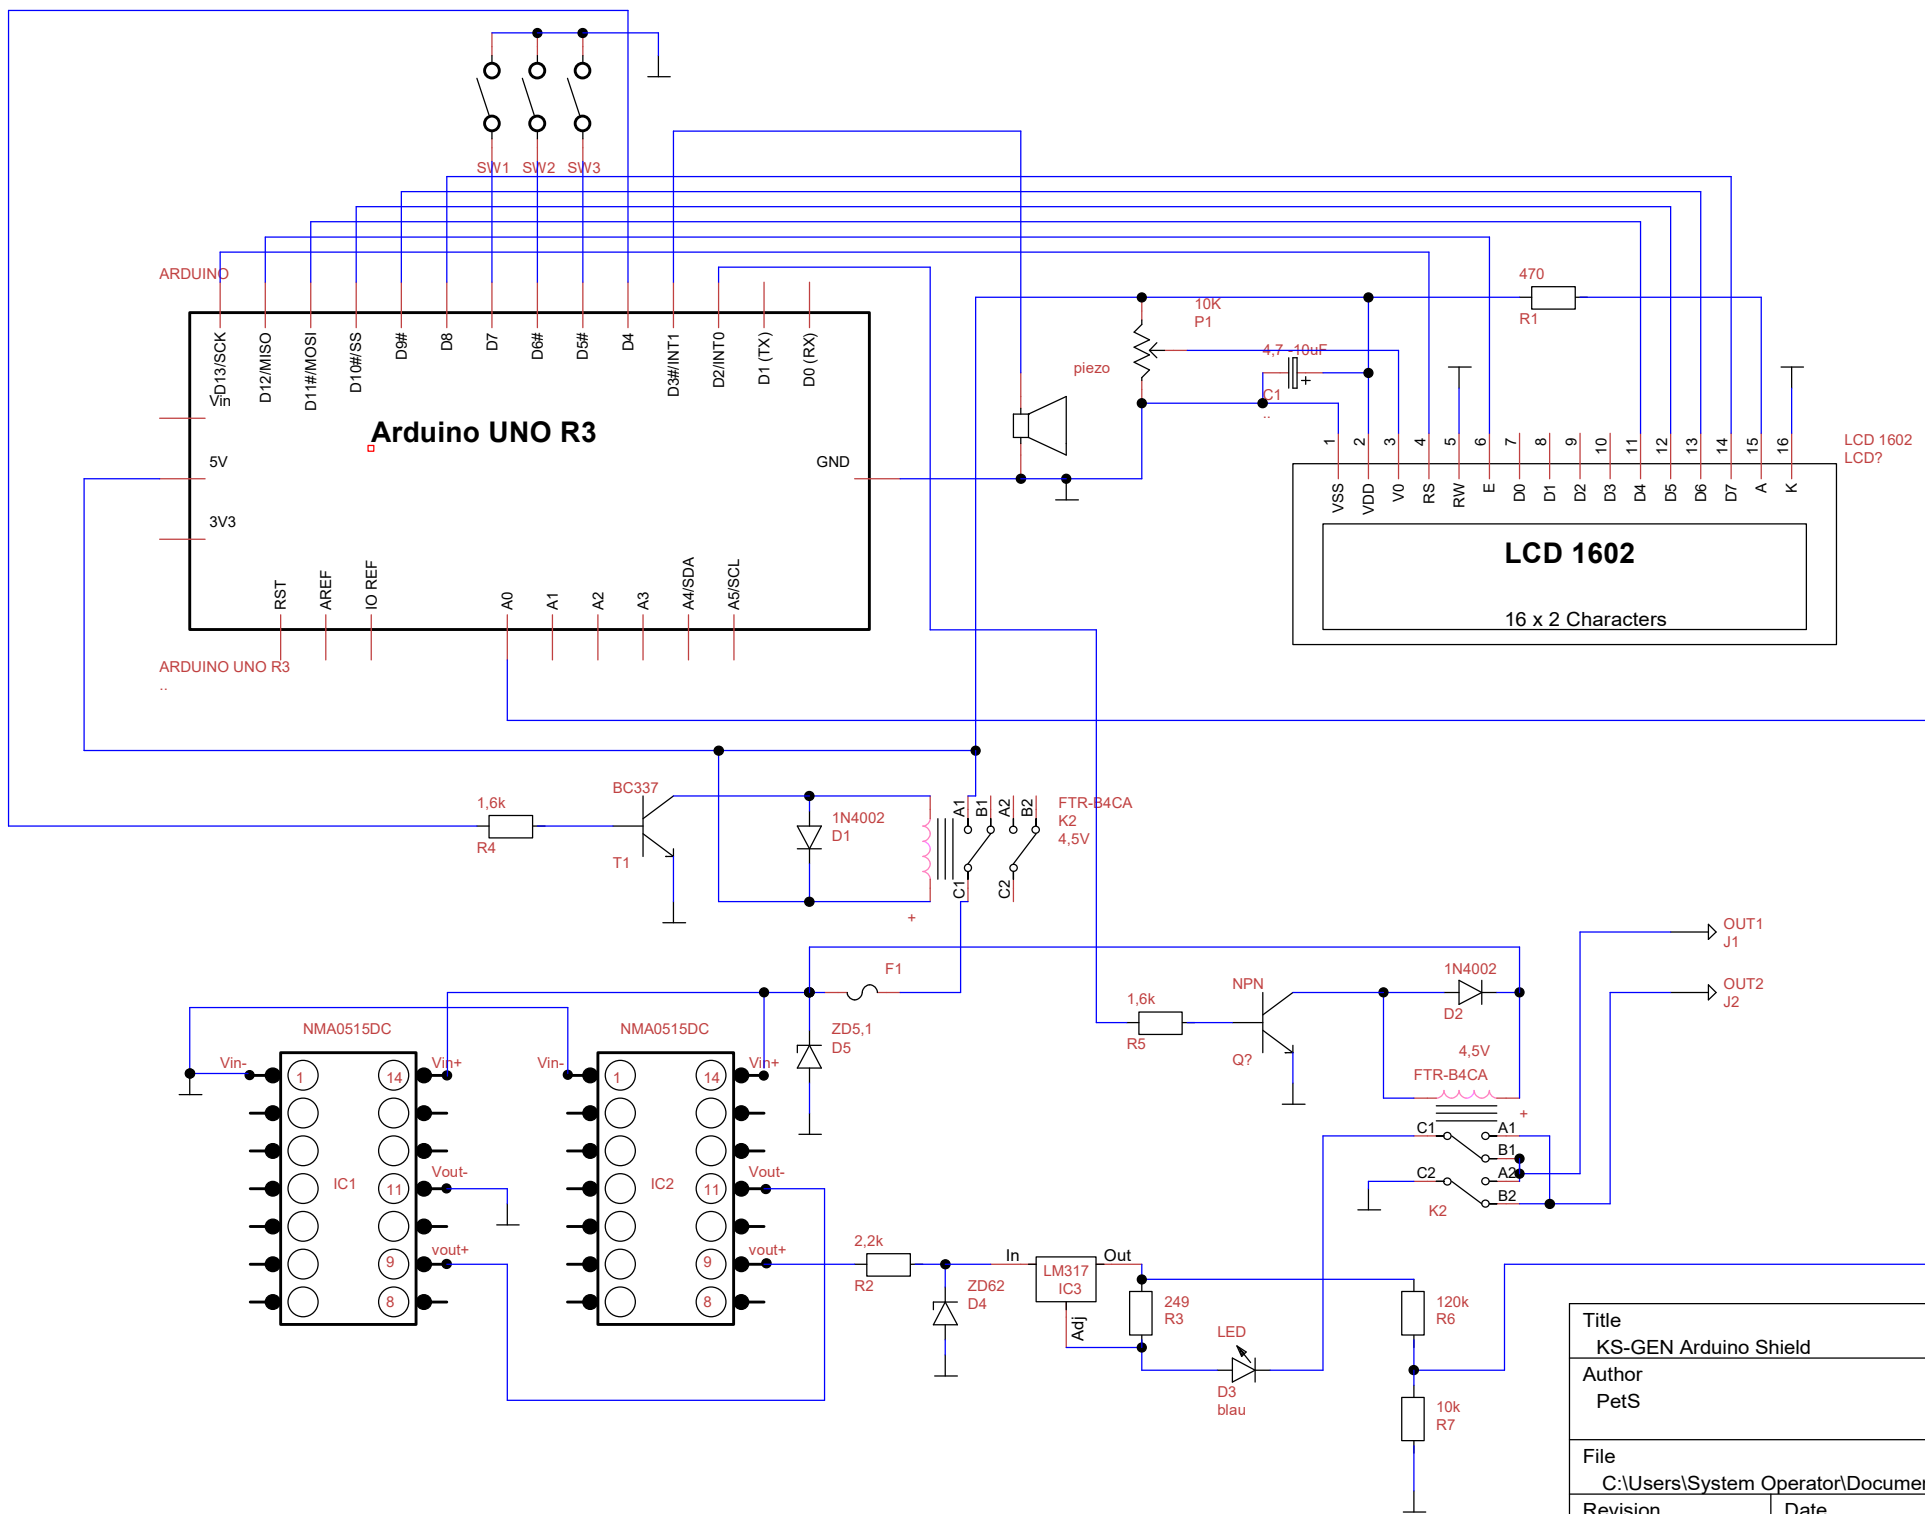 SW1
SW2
SW3
ARDUINO
D13/SCK
D12/MISO
D11#/MOSI
D10#/SS
D9#
D8
D7
D6#
D5#
D4
D3#/INT1
D2/INT0
D1 (TX)
D0 (RX)
Vin
5V
3V3
Arduino UNO R3
GND
RST
AREF
IO REF
A0
A1
A2
A3
A4/SDA
A5/SCL
ARDUINO UNO R3
..
piezo
10K
P1
4,7 -10uF
+
C1
..
470
R1
1
2
3
4
5
6
7
8
9
10
11
12
13
14
15
16
LCD 1602
LCD?
VSS
VDD
V0
RS
RW
E
D0
D1
D2
D3
D4
D5
D6
D7
A
K
LCD 1602
16 x 2 Characters
1,6k
R4
BC337
T1
1N4002
D1
+
A1
B1
A2
B2
C1
C2
FTR-B4CA
K2
4,5V
F1
ZD5,1
D5
NMA0515DC
Vin-
Vin+
1
14
IC1
Vout-
11
vout+
9
8
NMA0515DC
Vin-
Vin+
1
14
IC2
Vout-
11
vout+
9
8
1,6k
R5
NPN
Q?
1N4002
D2
4,5V
FTR-B4CA
+
C1
A1
B1
C2
A2
B2
K2
OUT1
J1
OUT2
J2
2,2k
R2
ZD62
D4
In
LM317
IC3
Out
Adj
249
R3
LED
D3
blau
120k
R6
10k
R7
Title
KS-GEN Arduino Shield
Author
PetS
File
C:\Users\System Operator\Documen
Revision
Date